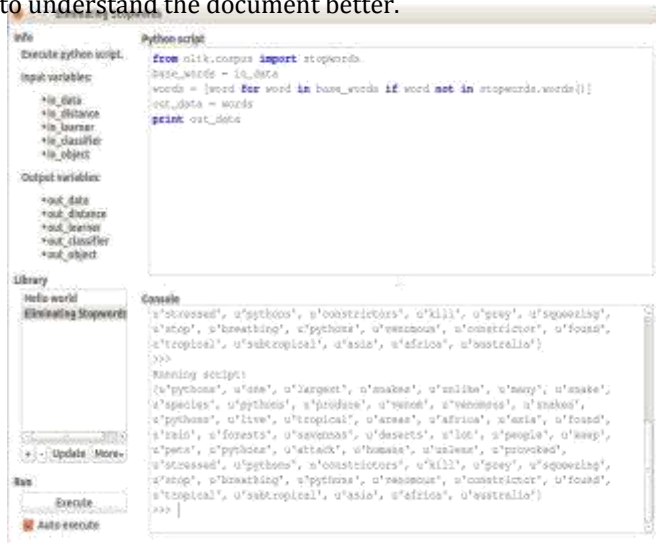 to understand the document better.
Eliminating Stopwords
Info
Execute python script.
Input variables:
•in_data
•in_distance
•in_learner
•in_classifier
•in_object
Output variables:
•out_data
•out_distance
•out_learner
•out_classifier
•out_object
Library
Hello world
Eliminating Stopwords
+ - Update More
Run
Execute
Auto execute
Python script
from nltk.corpus import stopwords
base_words = in_data
words = [word for word in base_words if word not in stopwords.words()]
out_data = words
print out_data
Console
u'stressed', u'pythons', u'constrictors', u'kill', u'prey', u'squeezing',
u'stop', u'breathing', u'pythons', u'venomous', u'constrictor', u'found',
u'tropical', u'subtropical', u'asia', u'africa', u'australia']
>>>
Running script:
[u'pythons', u'one', u'largest', u'snakes', u'unlike', u'many', u'snake',
u'species', u'pythons', u'produce', u'venom', u'venomous', u'snakes',
u'pythons', u'live', u'tropical', u'areas', u'africa', u'asia', u'found',
u'rain', u'forests', u'savannas', u'deserts', u'lot', u'people', u'keep',
u'pets', u'pythons', u'attack', u'humans', u'unless', u'provoked',
u'stressed', u'pythons', u'constrictors', u'kill', u'prey', u'squeezing',
u'stop', u'breathing', u'pythons', u'venomous', u'constrictor', u'found',
u'tropical', u'subtropical', u'asia', u'africa', u'australia']
>>>